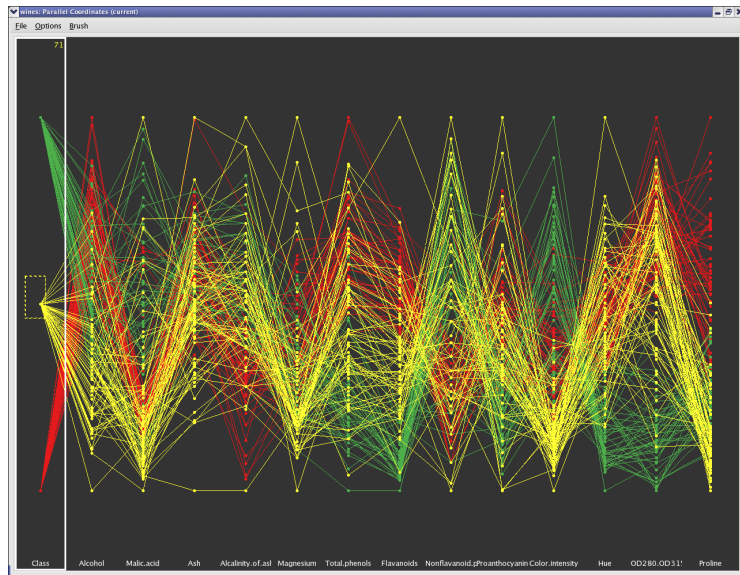 wines: Parallel Coordinates (current)
File Options Brush
71
Class Alcohol Malic.acid Ash Alcalinity.of.asl Magnesium Total.phenols Flavanoids Nonflavanoid.p Proanthocyanin Color.intensity Hue OD280.OD31! Proline